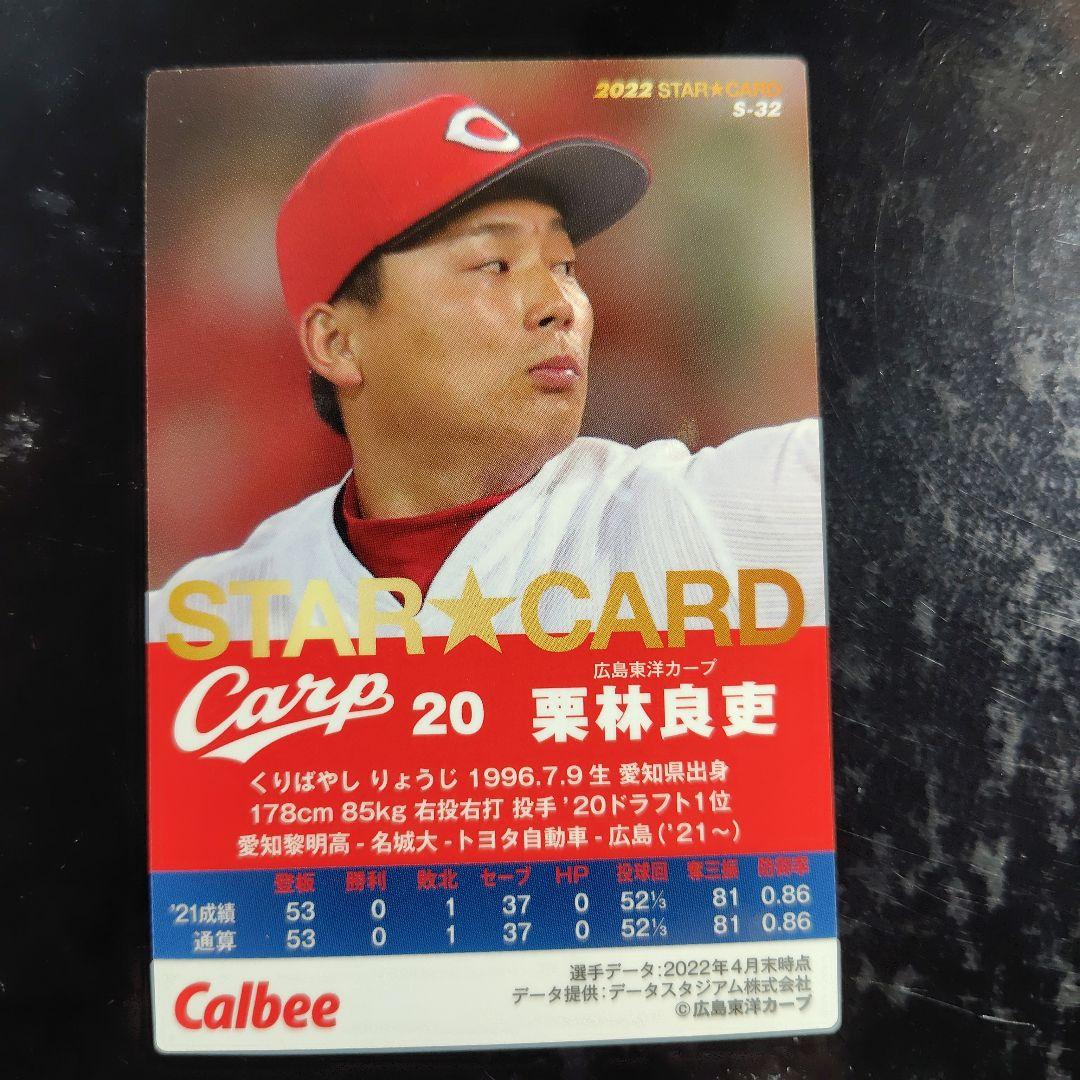 2022 STAR★CARD
S-32
C
STAR★CARD
広島東洋カープ
Carp 20 栗林良吏
くりばやし りょうじ 1996.7.9生 愛知県出身
178cm 85kg 右投右打 投手 '20ドラフト1位
愛知黎明高 - 名城大 - トヨタ自動車 - 広島('21〜)
登板 勝利 敗北 セーブ HP 投球回 奪三振 防御率
'21成績 53 0 1 37 0 52⅓ 81 0.86
通算 53 0 1 37 0 52⅓ 81 0.86
選手データ:2022年4月末時点
データ提供:データスタジアム株式会社
©広島東洋カープ
Calbee